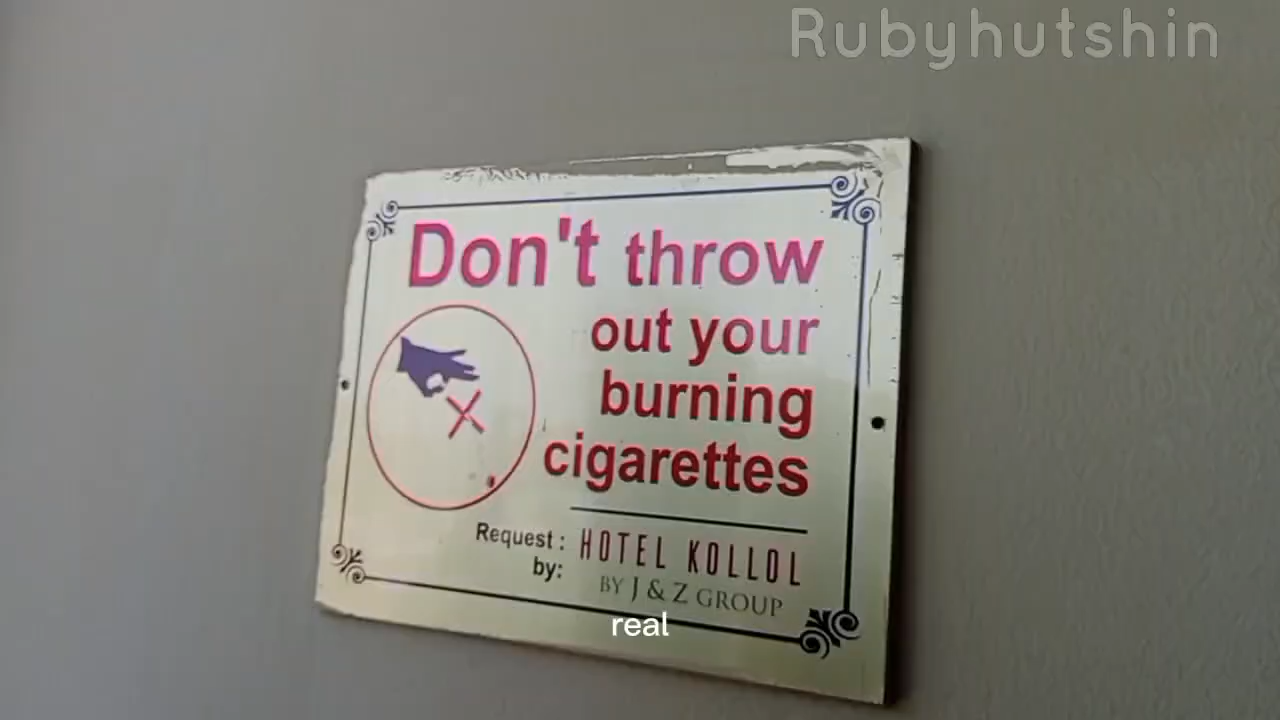 Rubyhutshin
Don't throw
out your
burning
cigarettes
Request :
by:
HOTEL KOLLOL
BY J & Z GROUP
real